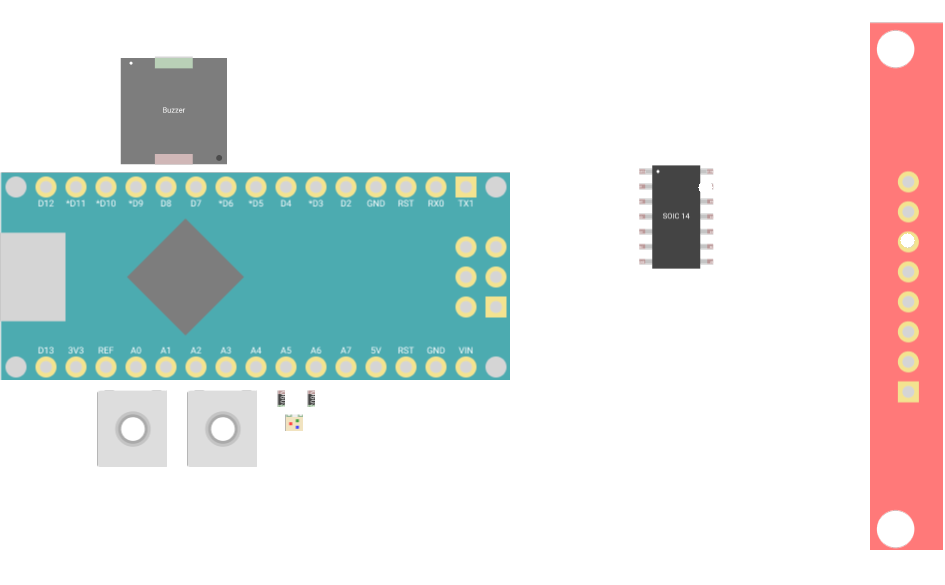 Buzzer
D12 *D11 *D10 *D9 D8 D7 *D6 *D5 D4 *D3 D2 GND RST RX0 TX1
SOIC 14
D13 3V3 REF A0 A1 A2 A3 A4 A5 A6 A7 5V RST GND VIN